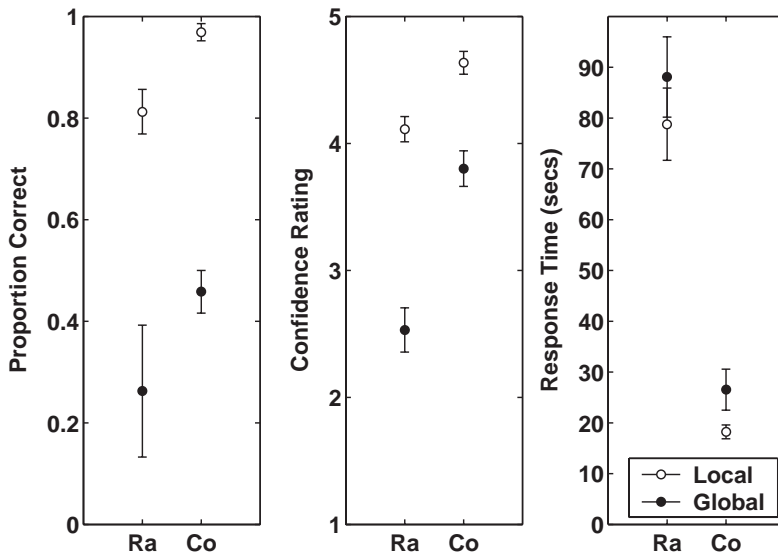 Proportion Correct
1
0.8
0.6
0.4
0.2
0
Ra Co
Confidence Rating
5
4
3
2
1
Ra Co
Response Time (secs)
90
80
70
60
50
40
30
20
10
0
Ra Co
Local
Global